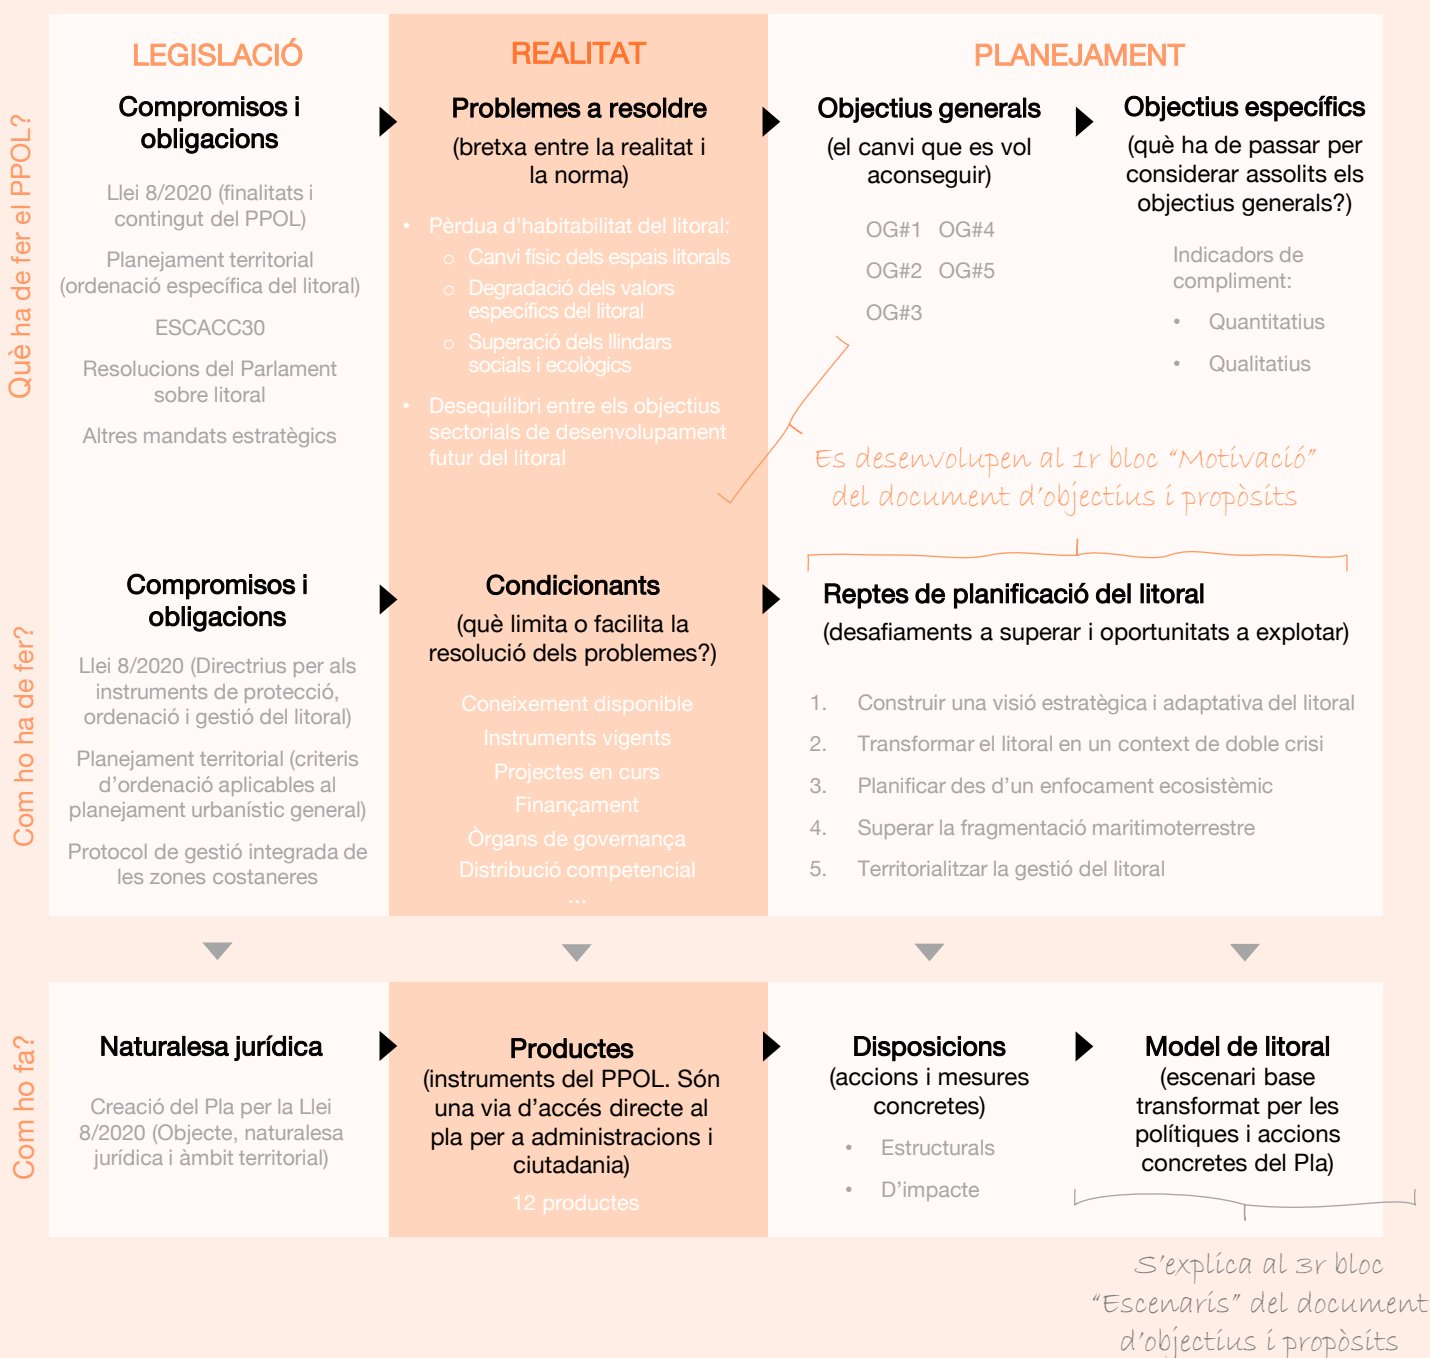 LEGISLACIÓ
REALITAT
PLANEJAMENT
Què ha de fer el PPOL?
Compromisos i
obligacions
Llei 8/2020 (finalitats i
contingut del PPOL)
Planejament territorial
(ordenació específica del litoral)
ESCACC30
Resolucions del Parlament
sobre litoral
Altres mandats estratègics
Problemes a resoldre
(bretxa entre la realitat i
la norma)
• Pèrdua d’habitabilitat del litoral:
o Canvi físic dels espais litorals
o Degradació dels valors
específics del litoral
o Superació dels llindars
socials i ecològics
• Desequilibri entre els objectius
sectorials de desenvolupament
futur del litoral
Objectius generals
(el canvi que es vol
aconseguir)
OG#1 OG#4
OG#2 OG#5
OG#3
Objectius específics
(què ha de passar per
considerar assolits els
objectius generals?)
Indicadors de
compliment:
• Quantitatius
• Qualitatius
Es desenvolupen al 1r bloc “Motivació”
del document d’objectius i propòsits
Com ho ha de fer?
Compromisos i
obligacions
Llei 8/2020 (Directrius per als
instruments de protecció,
ordenació i gestió del litoral)
Planejament territorial (criteris
d’ordenació aplicables al
planejament urbanístic general)
Protocol de gestió integrada de
les zones costaneres
Condicionants
(què limita o facilita la
resolució dels problemes?)
Coneixement disponible
Instruments vigents
Projectes en curs
Finançament
Òrgans de governança
Distribució competencial
...
Reptes de planificació del litoral
(desafiaments a superar i oportunitats a explotar)
1. Construir una visió estratègica i adaptativa del litoral
2. Transformar el litoral en un context de doble crisi
3. Planificar des d’un enfocament ecosistèmic
4. Superar la fragmentació maritimoterrestre
5. Territorialitzar la gestió del litoral
Com ho fa?
Naturalesa jurídica
Creació del Pla per la Llei
8/2020 (Objecte, naturalesa
jurídica i àmbit territorial)
Productes
(instruments del PPOL. Són
una via d’accés directe al
pla per a administracions i
ciutadania)
12 productes
Disposicions
(accions i mesures
concretes)
• Estructurals
• D’impacte
Model de litoral
(escenari base
transformat per les
polítiques i accions
concretes del Pla)
S’explica al 3r bloc
“Escenaris” del document
d’objectius i propòsits